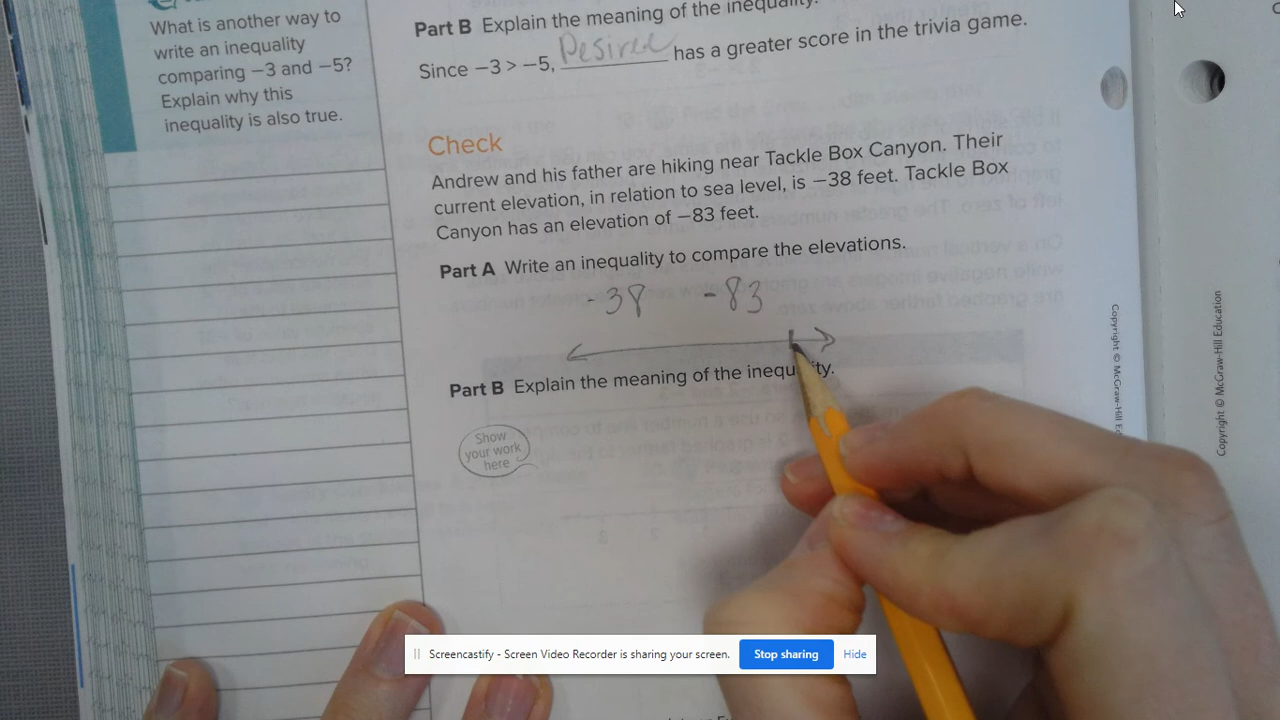 What is another way to
write an inequality
comparing −3 and −5?
Explain why this
inequality is also true.
Part B Explain the meaning of the inequality.
Since −3 > −5, Desiree has a greater score in the trivia game.
Check
Andrew and his father are hiking near Tackle Box Canyon. Their
current elevation, in relation to sea level, is −38 feet. Tackle Box
Canyon has an elevation of −83 feet.
Part A Write an inequality to compare the elevations.
-38 -83
Part B Explain the meaning of the inequality.
Show
your work
here
Copyright © McGraw-Hill Ed
Copyright © McGraw-Hill Education
Screencastify - Screen Video Recorder is sharing your screen.
Stop sharing
Hide